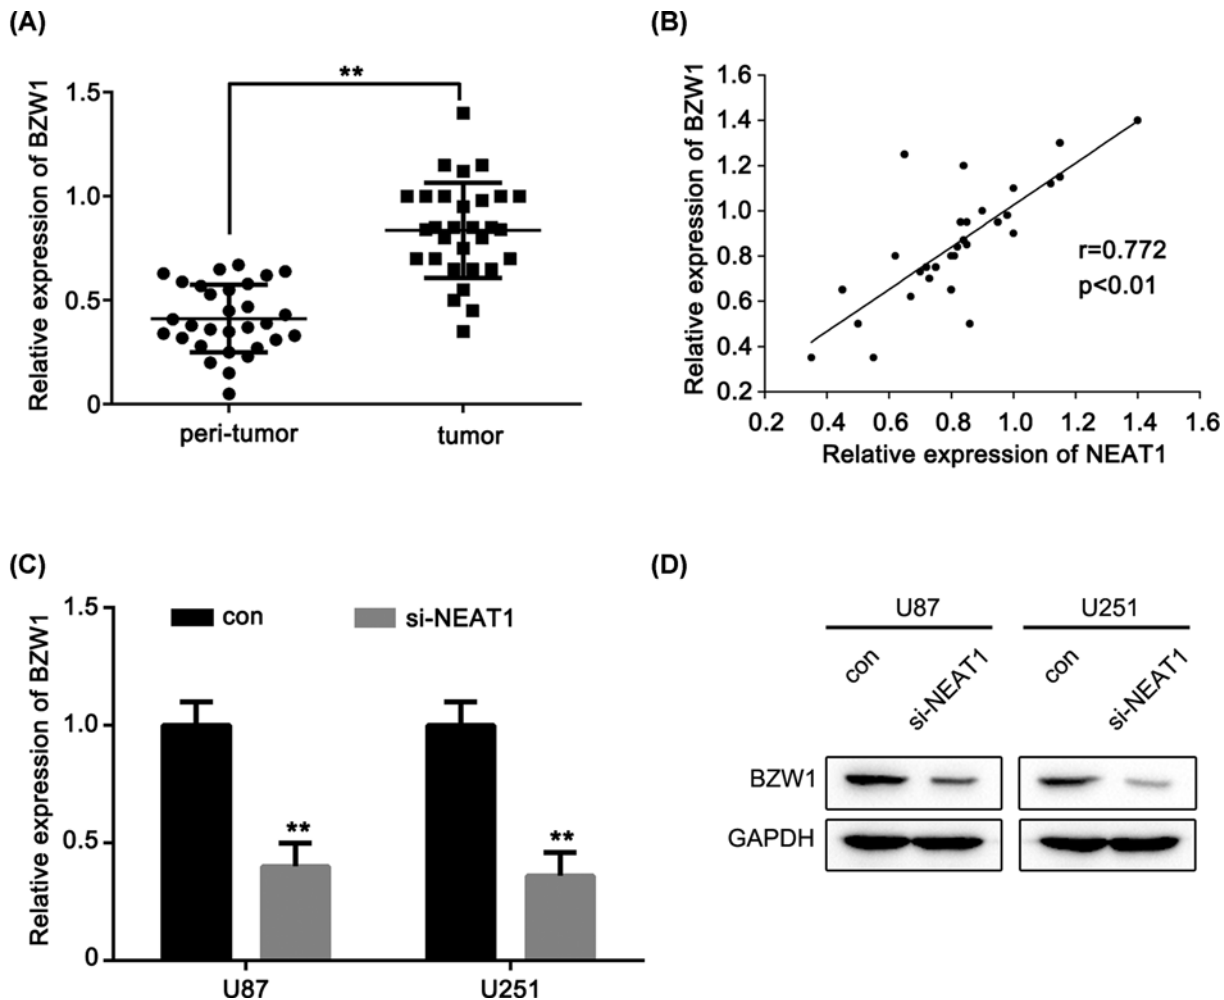 (A)
Relative expression of BZW1
1.5
1.0
0.5
0
**
peri-tumor
tumor
(B)
Relative expression of BZW1
1.6
1.4
1.2
1.0
0.8
0.6
0.4
0.2
r=0.772
p<0.01
0.2 0.4 0.6 0.8 1.0 1.2 1.4 1.6
Relative expression of NEAT1
(C)
Relative expression of BZW1
1.5
1.0
0.5
0
con
si-NEAT1
**
**
U87
U251
(D)
U87
U251
con
si-NEAT1
con
si-NEAT1
BZW1
GAPDH